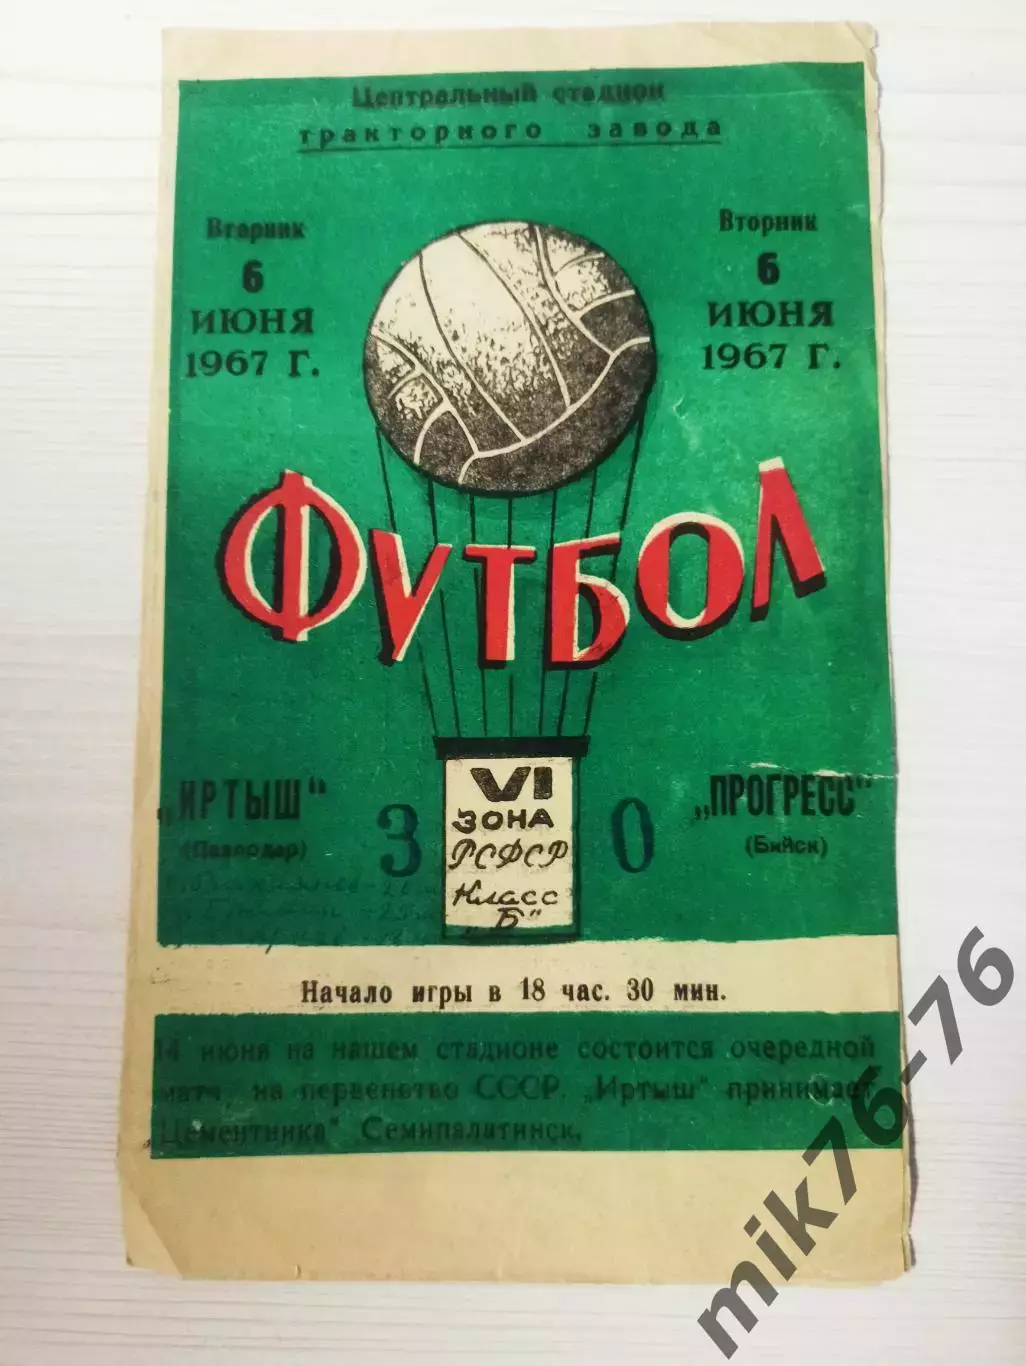 Центральный стадион
тракторного завода
Вторник
6
ИЮНЯ
1967 Г.
Вторник
6
ИЮНЯ
1967 Г.
ФУТБОЛ
„ИРТЫШ"
(Павлодар)
3
0
„ПРОГРЕСС"
(Бийск)
VI
ЗОНА
РСФСР
Класс
„Б"
Начало игры в 18 час. 30 мин.
14 июня на нашем стадионе состоится очередной
матч на первенство СССР. „Иртыш" принимает
„Цементника" Семипалатинск.
mik76-76